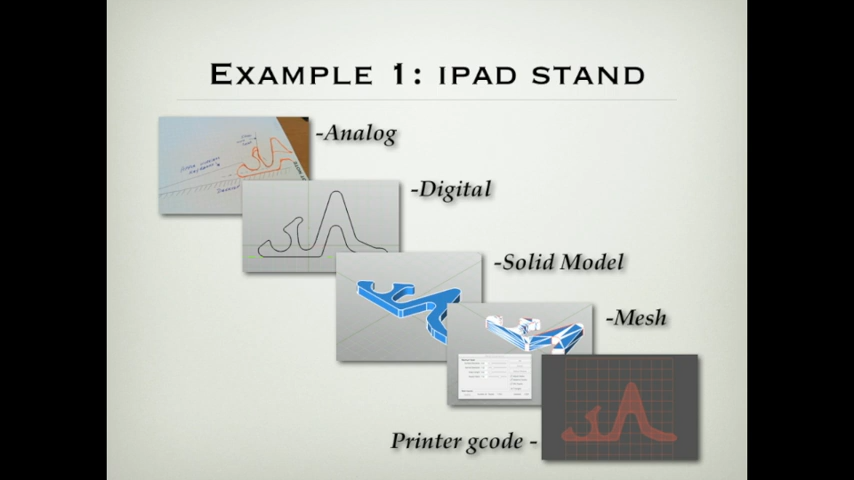 Example 1: ipad stand
-Analog
-Digital
-Solid Model
-Mesh
Printer gcode -